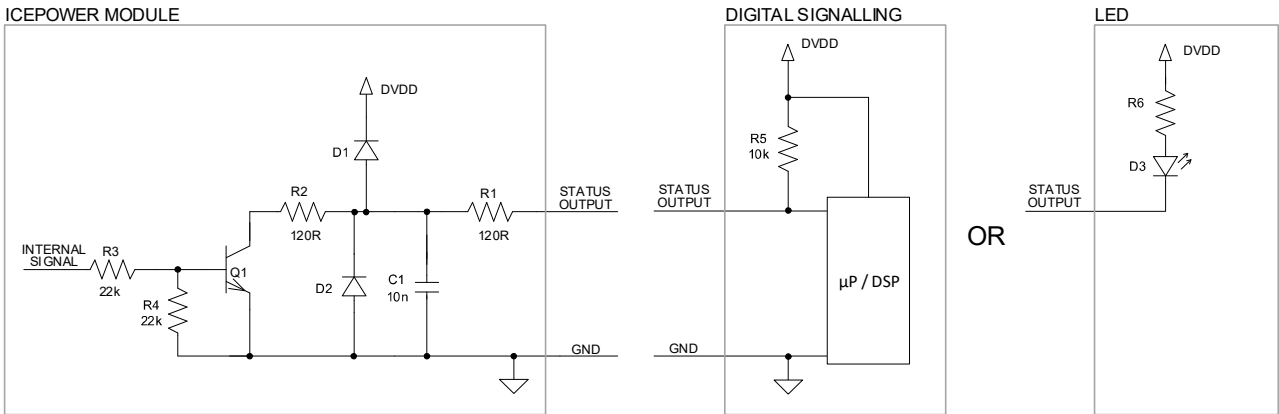 ICEPOWER MODULE
DVDD
D1
R2
120R
R1
120R
STATUS
OUTPUT
INTERNAL
SIGNAL
R3
22k
Q1
R4
22k
D2
C1
10n
GND
DIGITAL SIGNALLING
DVDD
R5
10k
STATUS
OUTPUT
µP / DSP
GND
OR
LED
DVDD
R6
D3
STATUS
OUTPUT